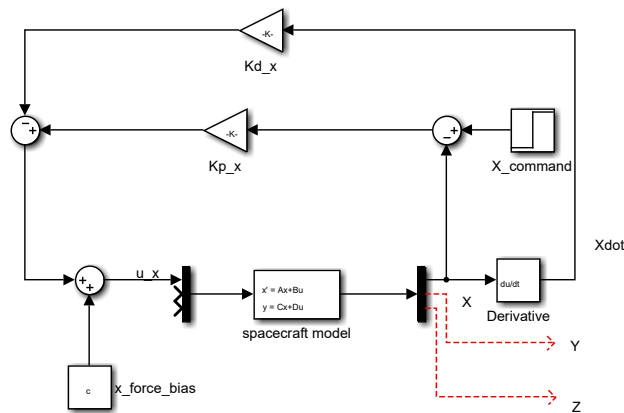 -K-
Kd_x
-K-
Kp_x
X_command
Xdot
u_x
x' = Ax+Bu
y = Cx+Du
spacecraft model
X
du/dt
Derivative
Y
c
x_force_bias
Z